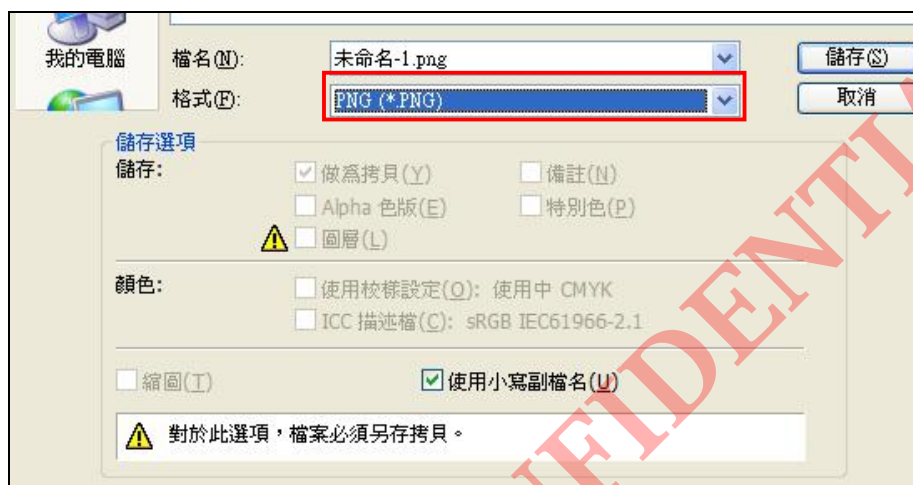 我的電腦
檔名(N): 未命名-1.png 儲存(S)
格式(F): PNG (*.PNG) 取消
儲存選項
儲存: 做為拷貝(Y) 備註(N)
Alpha 色版(E) 特別色(P)
圖層(L)
顏色: 使用校樣設定(O): 使用中 CMYK
ICC 描述檔(C): sRGB IEC61966-2.1
縮圖(T) 使用小寫副檔名(U)
對於此選項，檔案必須另存拷貝。
NFIDENTIA